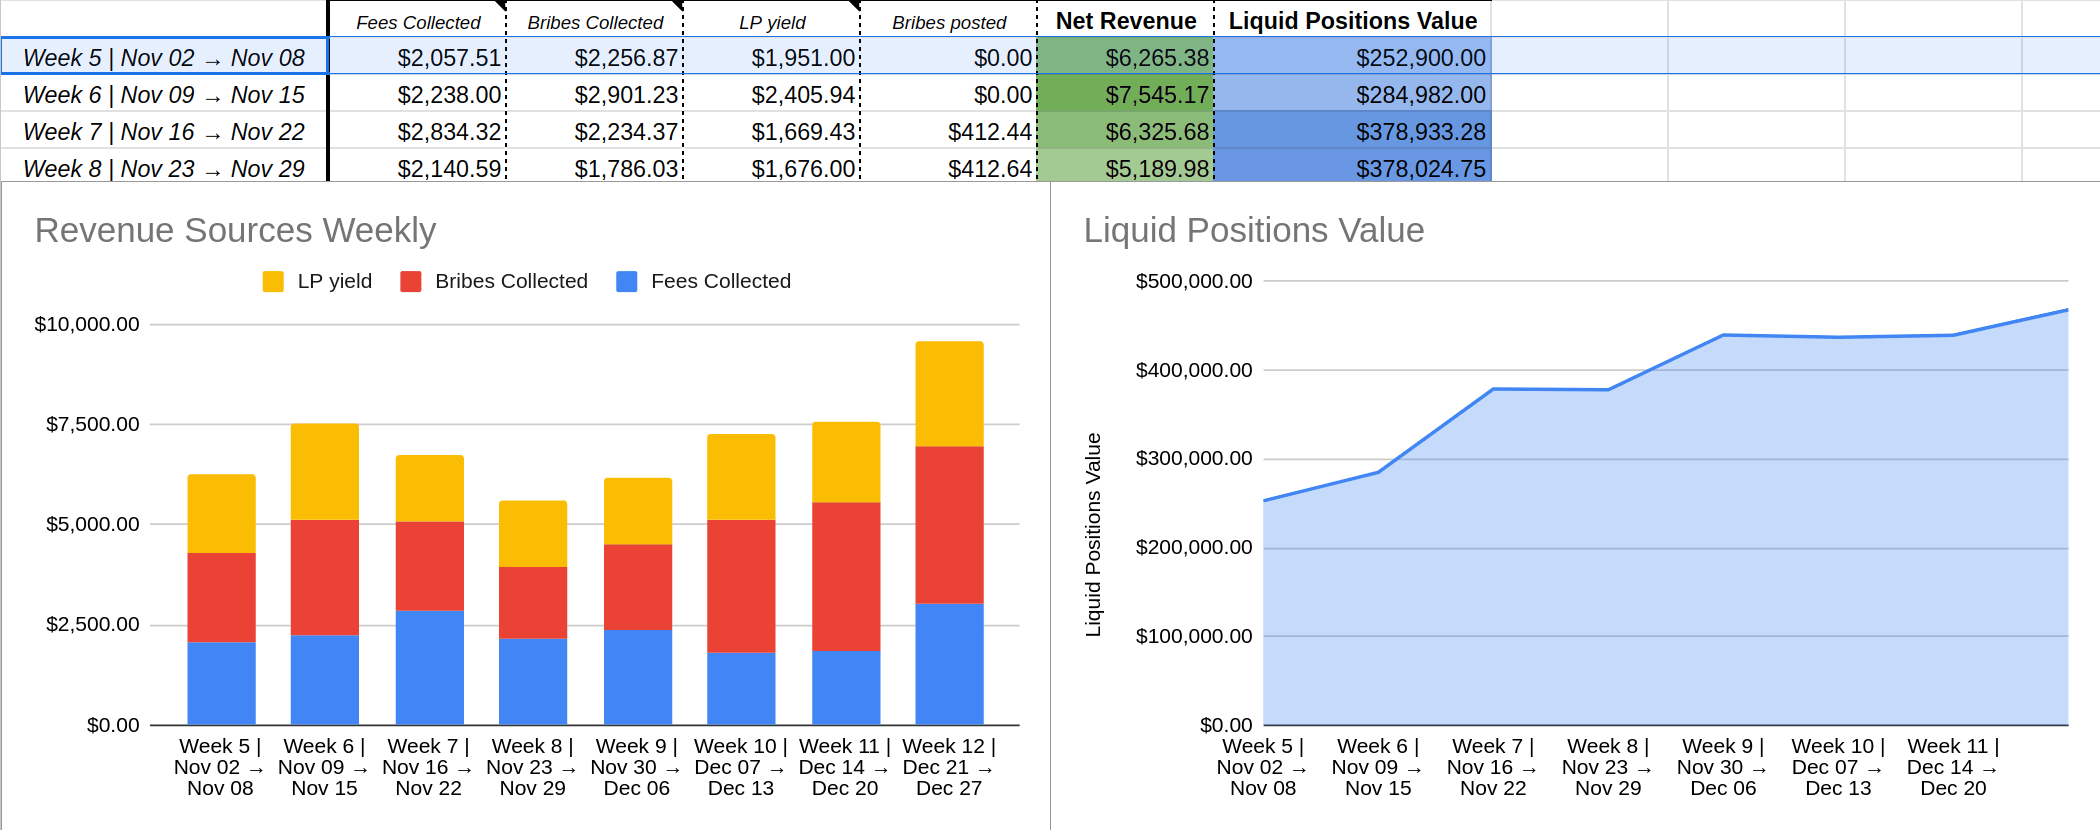 Fees Collected Bribes Collected LP yield Bribes posted Net Revenue Liquid Positions Value
Week 5 | Nov 02 → Nov 08 $2,057.51 $2,256.87 $1,951.00 $0.00 $6,265.38 $252,900.00
Week 6 | Nov 09 → Nov 15 $2,238.00 $2,901.23 $2,405.94 $0.00 $7,545.17 $284,982.00
Week 7 | Nov 16 → Nov 22 $2,834.32 $2,234.37 $1,669.43 $412.44 $6,325.68 $378,933.28
Week 8 | Nov 23 → Nov 29 $2,140.59 $1,786.03 $1,676.00 $412.64 $5,189.98 $378,024.75
Revenue Sources Weekly
LP yield Bribes Collected Fees Collected
$10,000.00
$7,500.00
$5,000.00
$2,500.00
$0.00
Week 5 | Week 6 | Week 7 | Week 8 | Week 9 | Week 10 | Week 11 | Week 12 |
Nov 02 → Nov 09 → Nov 16 → Nov 23 → Nov 30 → Dec 07 → Dec 14 → Dec 21 →
Nov 08 Nov 15 Nov 22 Nov 29 Dec 06 Dec 13 Dec 20 Dec 27
Liquid Positions Value
Liquid Positions Value
$500,000.00
$400,000.00
$300,000.00
$200,000.00
$100,000.00
$0.00
Week 5 | Week 6 | Week 7 | Week 8 | Week 9 | Week 10 | Week 11 |
Nov 02 → Nov 09 → Nov 16 → Nov 23 → Nov 30 → Dec 07 → Dec 14 →
Nov 08 Nov 15 Nov 22 Nov 29 Dec 06 Dec 13 Dec 20